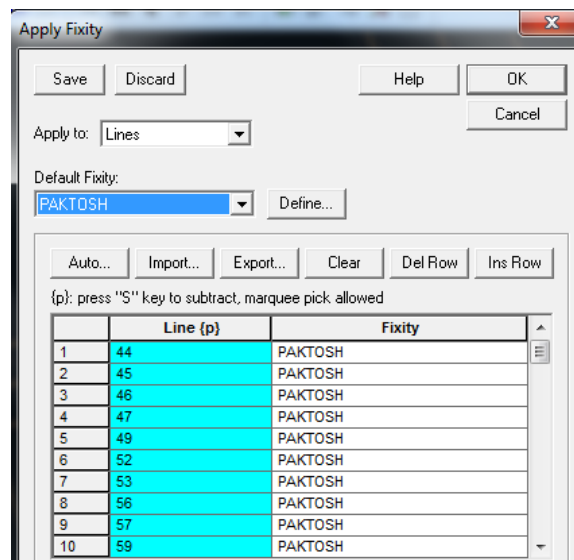 Apply Fixity
Save Discard Help OK
Cancel
Apply to: Lines
Default Fixity:
PAKTOSH Define...
Auto... Import... Export... Clear Del Row Ins Row
{p}: press "S" key to subtract, marquee pick allowed
Line {p} Fixity
1 44 PAKTOSH
2 45 PAKTOSH
3 46 PAKTOSH
4 47 PAKTOSH
5 49 PAKTOSH
6 52 PAKTOSH
7 53 PAKTOSH
8 56 PAKTOSH
9 57 PAKTOSH
10 59 PAKTOSH